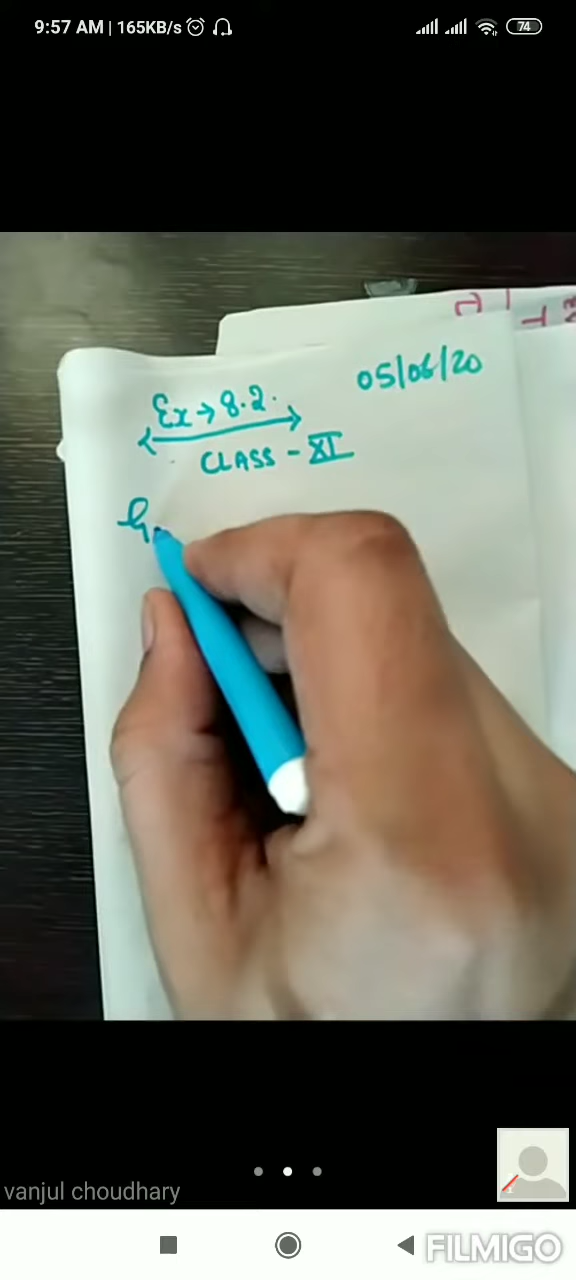 9:57 AM | 165KB/s
74
05/06/20
Ex → 8.2.
CLASS - XI
G
vanjul choudhary
FILMIGO